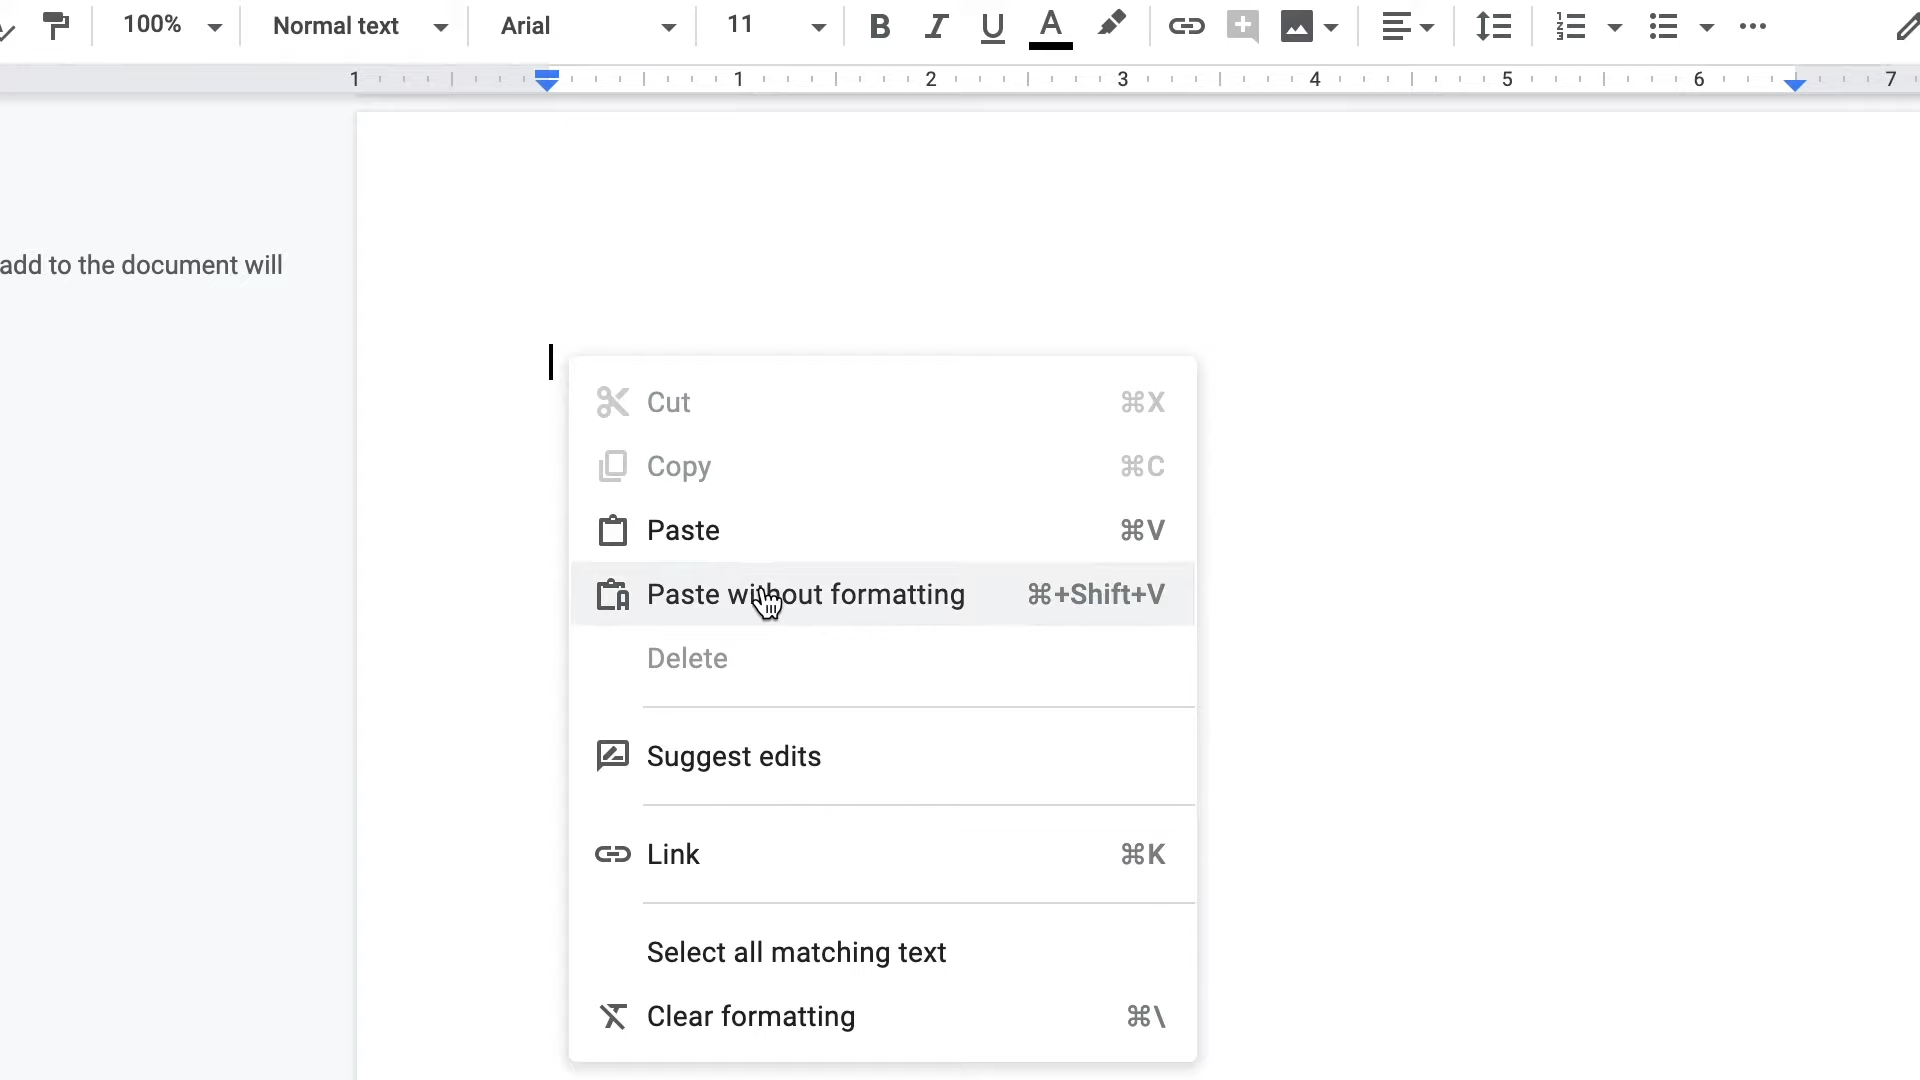 100% Normal text Arial 11 B I U A
1 1 2 3 4 5 6 7
add to the document will
Cut ⌘X
Copy ⌘C
Paste ⌘V
Paste without formatting ⌘+Shift+V
Delete
Suggest edits
Link ⌘K
Select all matching text
Clear formatting ⌘\